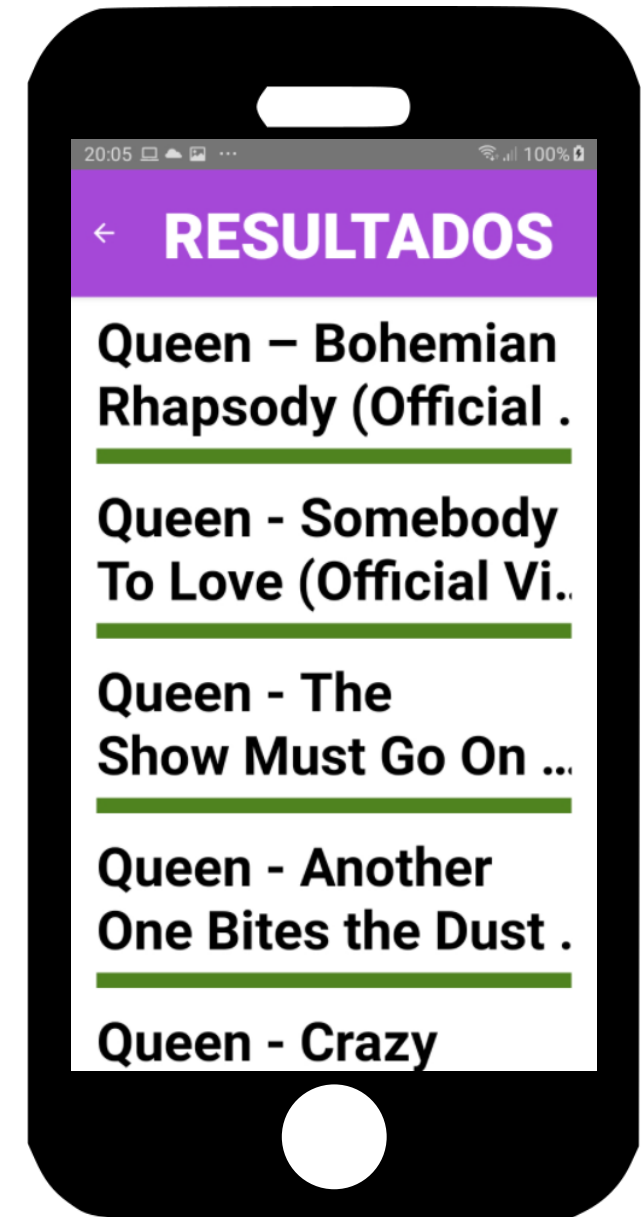 20:05 ... 100%
RESULTADOS
Queen – Bohemian
Rhapsody (Official .
Queen - Somebody
To Love (Official Vi..
Queen - The
Show Must Go On ...
Queen - Another
One Bites the Dust .
Queen - Crazy